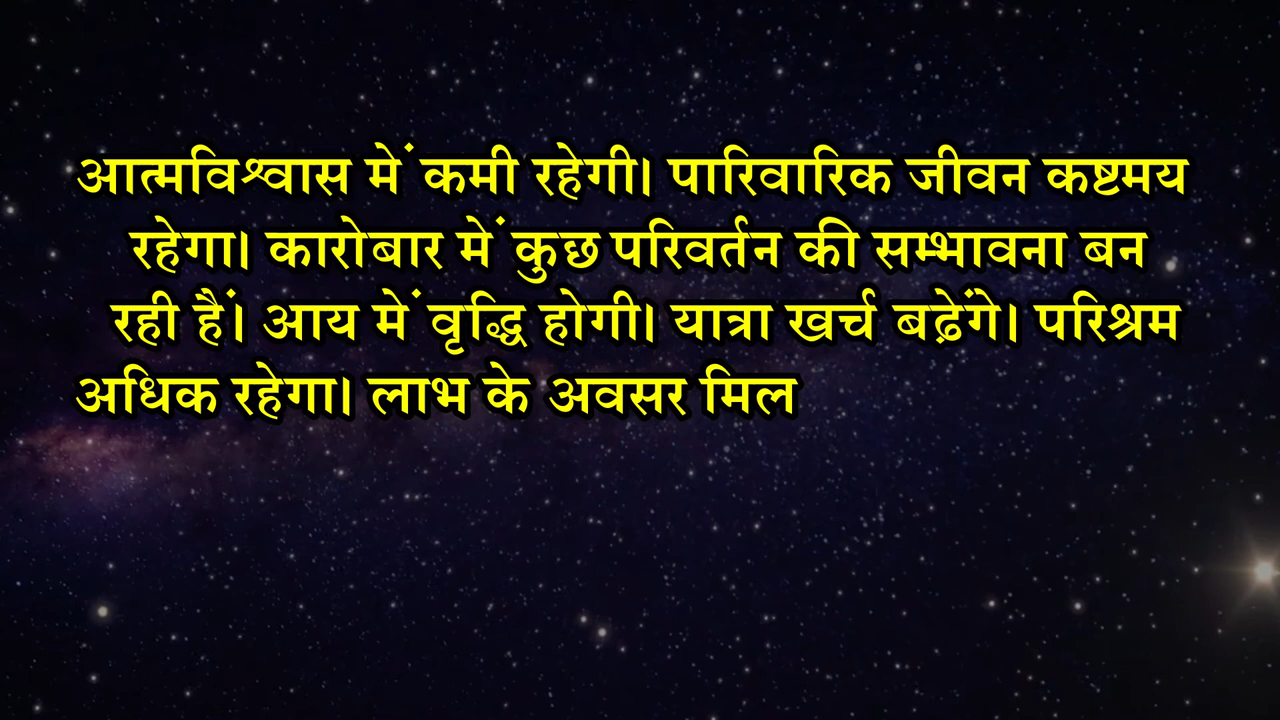 आत्मविश्वास में कमी रहेगी। पारिवारिक जीवन कष्टमय
रहेगा। कारोबार में कुछ परिवर्तन की सम्भावना बन
रही हैं। आय में वृद्धि होगी। यात्रा खर्च बढ़ेंगे। परिश्रम
अधिक रहेगा। लाभ के अवसर मिल